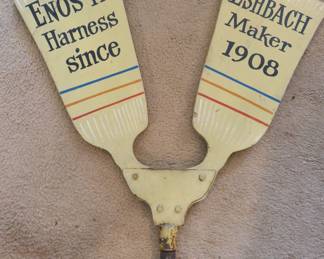 ENOS
Harness
since
ESHBACH
Maker
1908